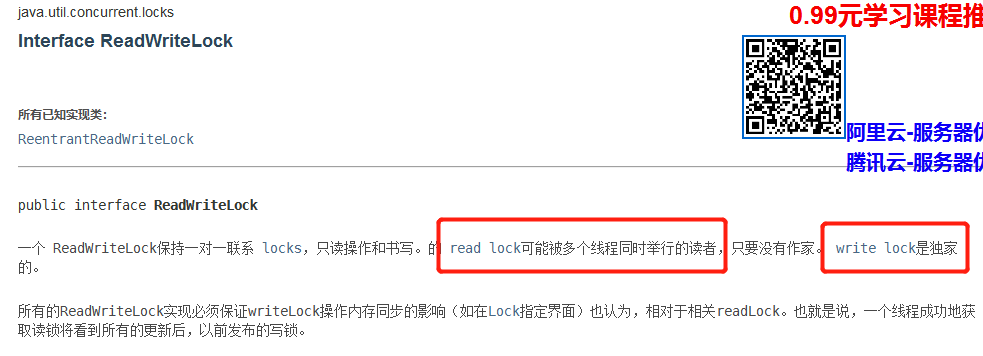 java.util.concurrent.locks
0.99元学习课程推
Interface ReadWriteLock
所有已知实现类:
ReentrantReadWriteLock
阿里云-服务器优
腾讯云-服务器优
public interface ReadWriteLock
一个 ReadWriteLock保持一对一联系 locks，只读操作和书写。的 read lock可能被多个线程同时举行的读者，只要没有作家。 write lock是独家
的。
所有的ReadWriteLock实现必须保证writeLock操作内存同步的影响（如在Lock指定界面）也认为，相对于相关readLock。也就是说，一个线程成功地获
取读锁将看到所有的更新后，以前发布的写锁。